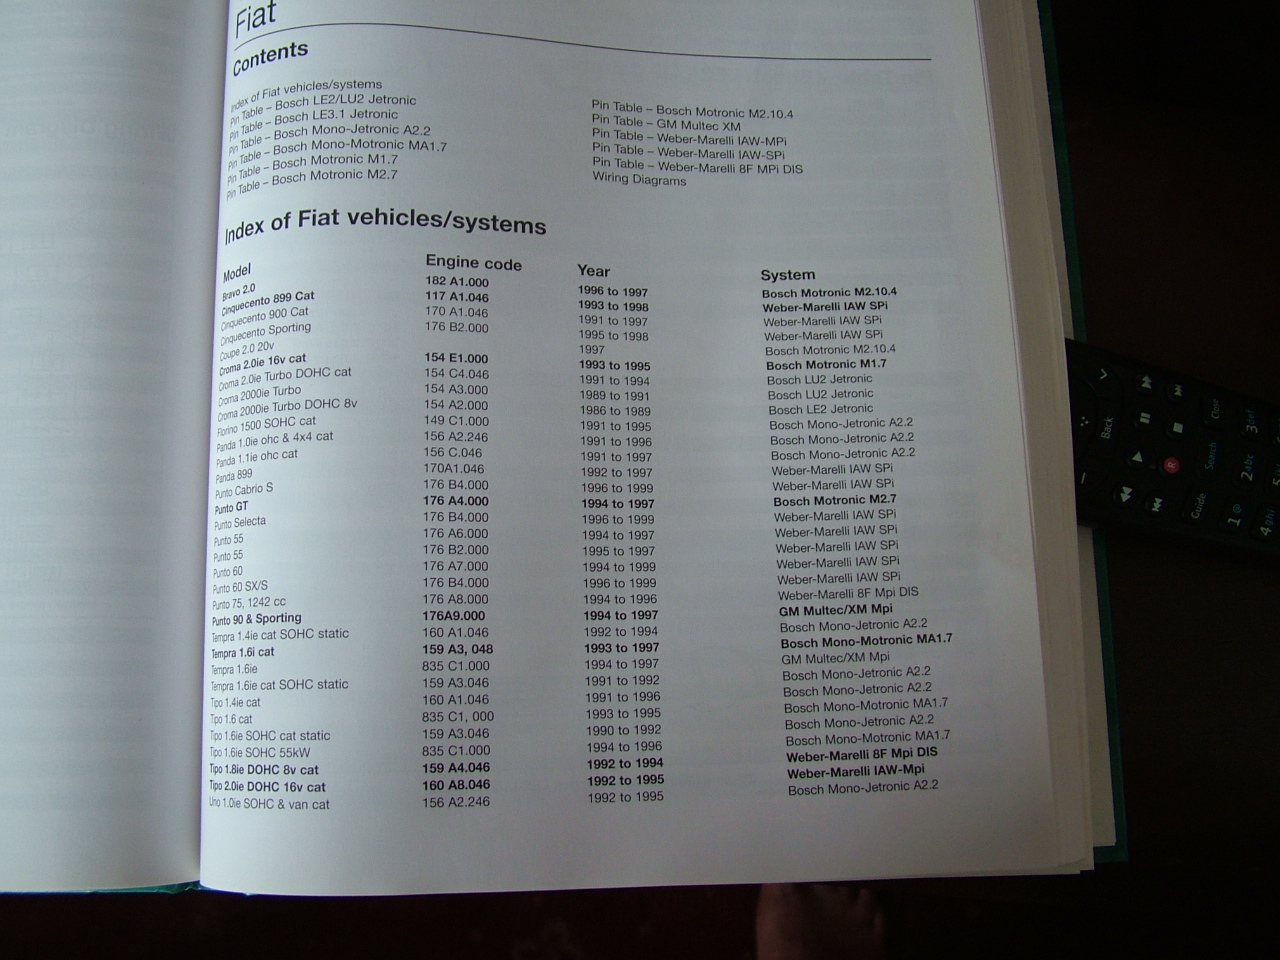 Fiat
Contents
Index of Fiat vehicles/systems
Pin Table – Bosch LE2/LU2 Jetronic
Pin Table – Bosch LE3.1 Jetronic
Pin Table – Bosch Mono-Jetronic A2.2
Pin Table – Bosch Mono-Motronic MA1.7
Pin Table – Bosch Motronic M1.7
Pin Table – Bosch Motronic M2.7
Pin Table – Bosch Motronic M2.10.4
Pin Table – GM Multec XM
Pin Table – Weber-Marelli IAW-MPi
Pin Table – Weber-Marelli IAW-SPi
Pin Table – Weber-Marelli 8F MPi DIS
Wiring Diagrams
Index of Fiat vehicles/systems
Model Engine code Year System
Bravo 2.0 182 A1.000 1996 to 1997 Bosch Motronic M2.10.4
Cinquecento 899 Cat 117 A1.046 1993 to 1998 Weber-Marelli IAW SPi
Cinquecento 900 Cat 170 A1.046 1991 to 1997 Weber-Marelli IAW SPi
Cinquecento Sporting 176 B2.000 1995 to 1998 Weber-Marelli IAW SPi
Coupe 2.0 20v 1997 Bosch Motronic M2.10.4
Croma 2.0ie 16v cat 154 E1.000 1993 to 1995 Bosch Motronic M1.7
Croma 2.0ie Turbo DOHC cat 154 C4.046 1991 to 1994 Bosch LU2 Jetronic
Croma 2000ie Turbo 154 A3.000 1989 to 1991 Bosch LU2 Jetronic
Croma 2000ie Turbo DOHC 8v 154 A2.000 1986 to 1989 Bosch LE2 Jetronic
Fiorino 1500 SOHC cat 149 C1.000 1991 to 1995 Bosch Mono-Jetronic A2.2
Panda 1.0ie ohc & 4x4 cat 156 A2.246 1991 to 1996 Bosch Mono-Jetronic A2.2
Panda 1.1ie ohc cat 156 C.046 1991 to 1997 Bosch Mono-Jetronic A2.2
Panda 899 170A1.046 1992 to 1997 Weber-Marelli IAW SPi
Punto Cabrio S 176 B4.000 1996 to 1999 Weber-Marelli IAW SPi
Punto GT 176 A4.000 1994 to 1997 Bosch Motronic M2.7
Punto Selecta 176 B4.000 1996 to 1999 Weber-Marelli IAW SPi
Punto 55 176 A6.000 1994 to 1997 Weber-Marelli IAW SPi
Punto 55 176 B2.000 1995 to 1997 Weber-Marelli IAW SPi
Punto 60 176 A7.000 1994 to 1999 Weber-Marelli IAW SPi
Punto 60 SX/S 176 B4.000 1996 to 1999 Weber-Marelli IAW SPi
Punto 75, 1242 cc 176 A8.000 1994 to 1996 Weber-Marelli 8F Mpi DIS
Punto 90 & Sporting 176A9.000 1994 to 1997 GM Multec/XM Mpi
Tempra 1.4ie cat SOHC static 160 A1.046 1992 to 1994 Bosch Mono-Jetronic A2.2
Tempra 1.6i cat 159 A3, 048 1993 to 1997 Bosch Mono-Motronic MA1.7
Tempra 1.6ie 835 C1.000 1994 to 1997 GM Multec/XM Mpi
Tempra 1.6ie cat SOHC static 159 A3.046 1991 to 1992 Bosch Mono-Jetronic A2.2
Tipo 1.4ie cat 160 A1.046 1991 to 1996 Bosch Mono-Jetronic A2.2
Tipo 1.6 cat 835 C1, 000 1993 to 1995 Bosch Mono-Motronic MA1.7
Tipo 1.6ie SOHC cat static 159 A3.046 1990 to 1992 Bosch Mono-Jetronic A2.2
Tipo 1.6ie SOHC 55kW 835 C1.000 1994 to 1996 Bosch Mono-Motronic MA1.7
Tipo 1.8ie DOHC 8v cat 159 A4.046 1992 to 1994 Weber-Marelli 8F Mpi DIS
Tipo 2.0ie DOHC 16v cat 160 A8.046 1992 to 1995 Weber-Marelli IAW-Mpi
Uno 1.0ie SOHC & van cat 156 A2.246 1992 to 1995 Bosch Mono-Jetronic A2.2
Back
Close
Search
Guide
R
1 @
2 abc
3 def
4 ghi